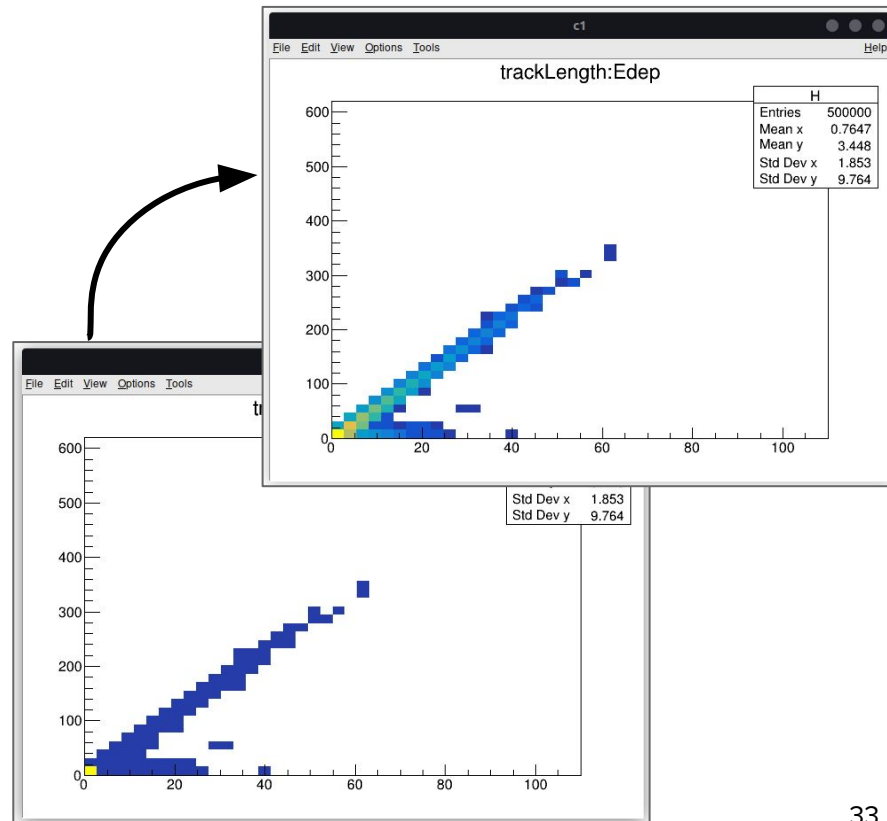 c1
File Edit View Options Tools Help
trackLength:Edep
H
Entries 500000
Mean x 0.7647
Mean y 3.448
Std Dev x 1.853
Std Dev y 9.764
600
500
400
300
200
100
0
0 20 40 60 80 100
File Edit View Options Tools
Std Dev x 1.853
Std Dev y 9.764
600
500
400
300
200
100
0
0 20 40 60 80 100
33